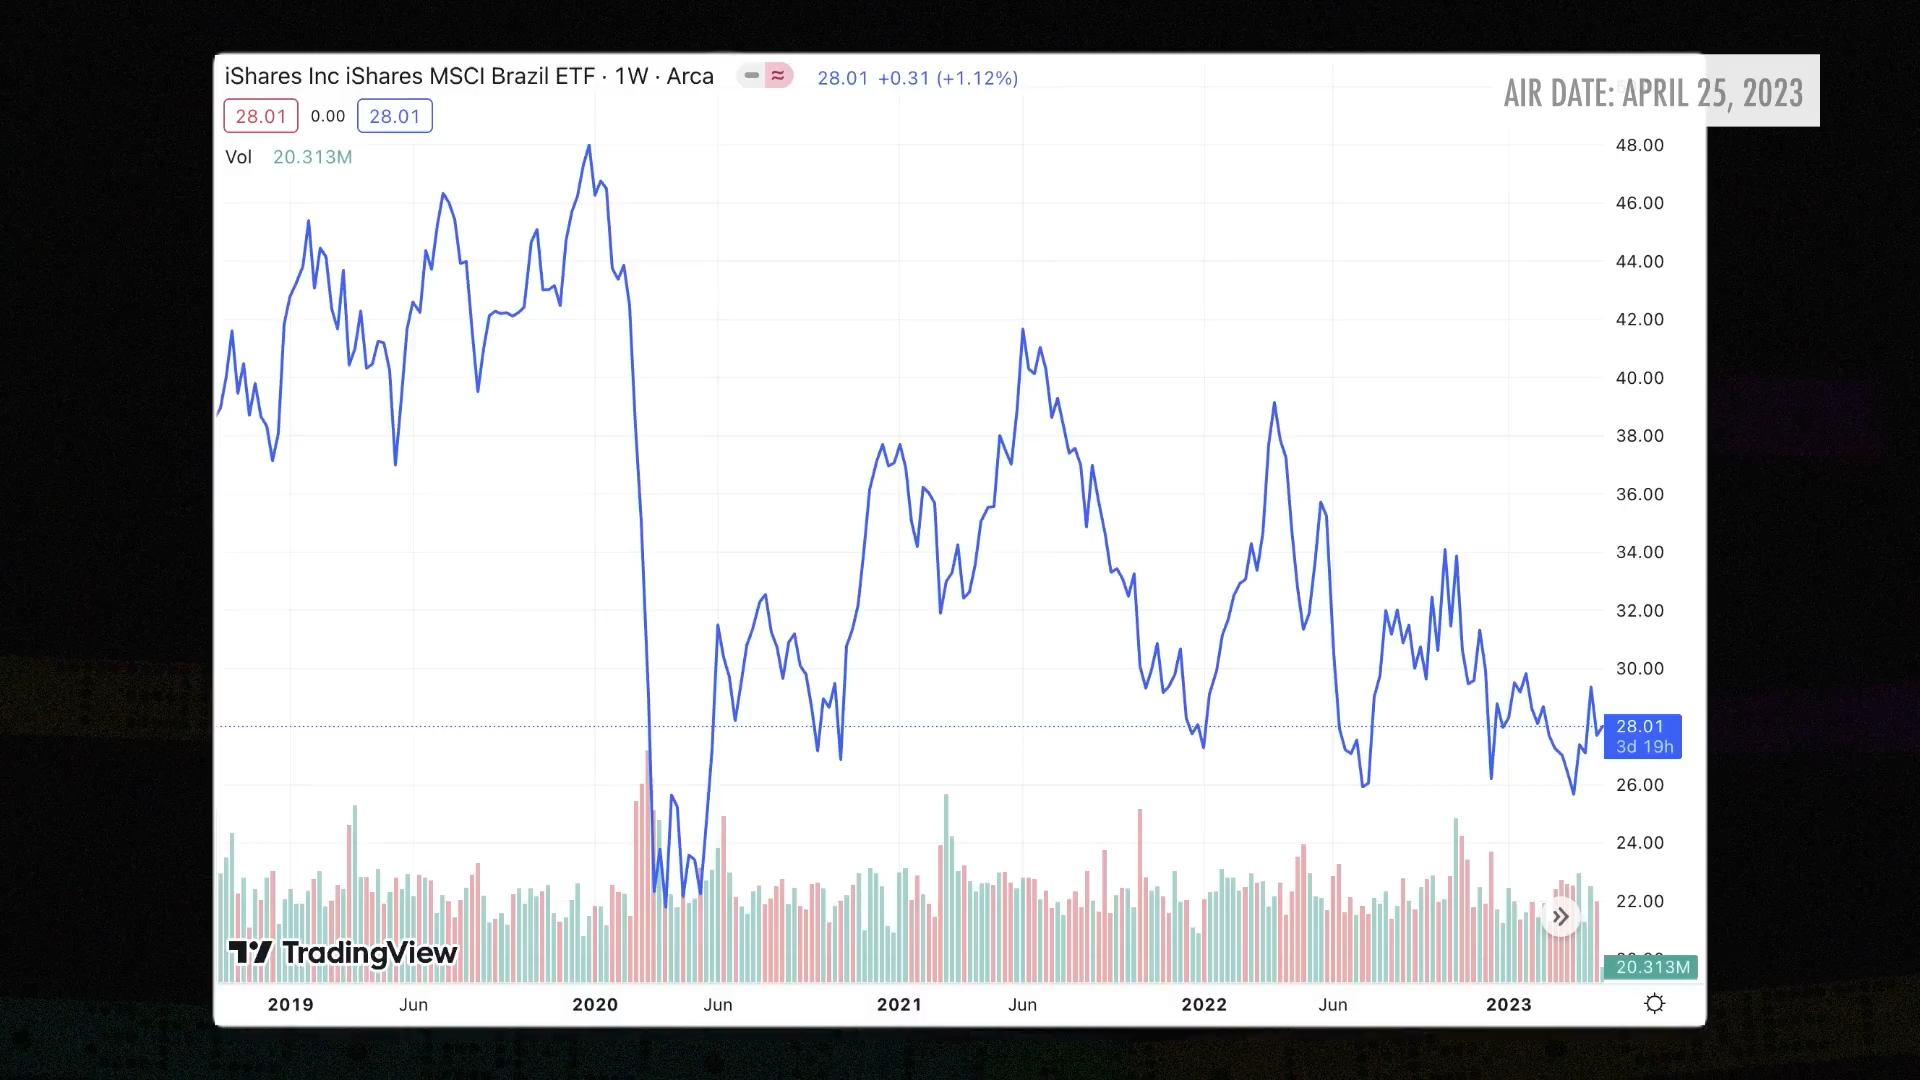 iShares Inc iShares MSCI Brazil ETF · 1W · Arca
28.01 +0.31 (+1.12%)
AIR DATE: APRIL 25, 2023
28.01 0.00 28.01
Vol 20.313M
48.00
46.00
44.00
42.00
40.00
38.00
36.00
34.00
32.00
30.00
28.01
3d 19h
26.00
24.00
22.00
20.313M
TradingView
2019 Jun 2020 Jun 2021 Jun 2022 Jun 2023